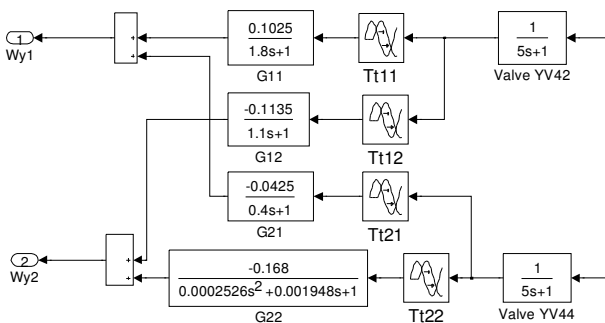 1
Wy1
+
+
0.1025
1.8s+1
G11
Tt11
1
5s+1
Valve YV42
-0.1135
1.1s+1
G12
Tt12
-0.0425
0.4s+1
G21
Tt21
2
Wy2
+
+
-0.168
0.0002526s² +0.001948s+1
G22
Tt22
1
5s+1
Valve YV44